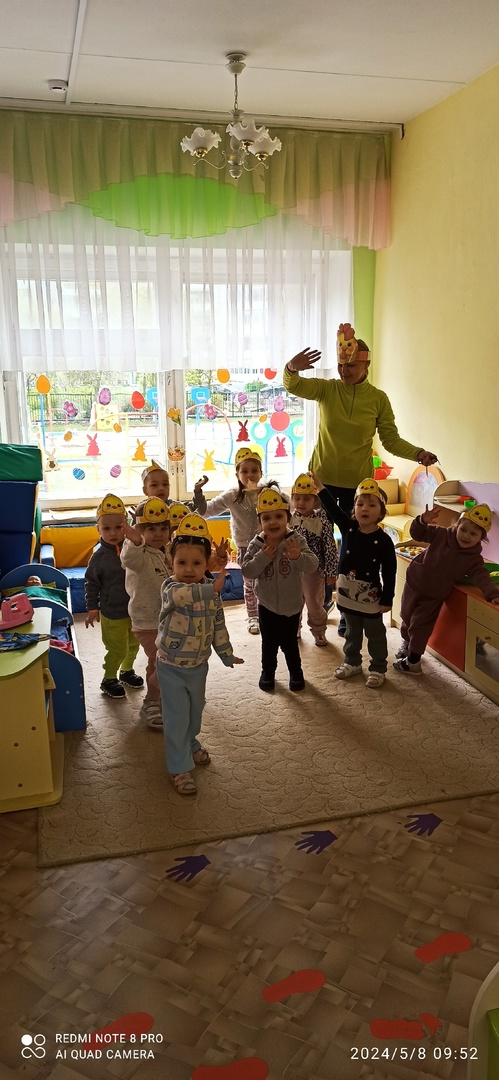 REDMI NOTE 8 PRO
AI QUAD CAMERA
2024/5/8 09:52